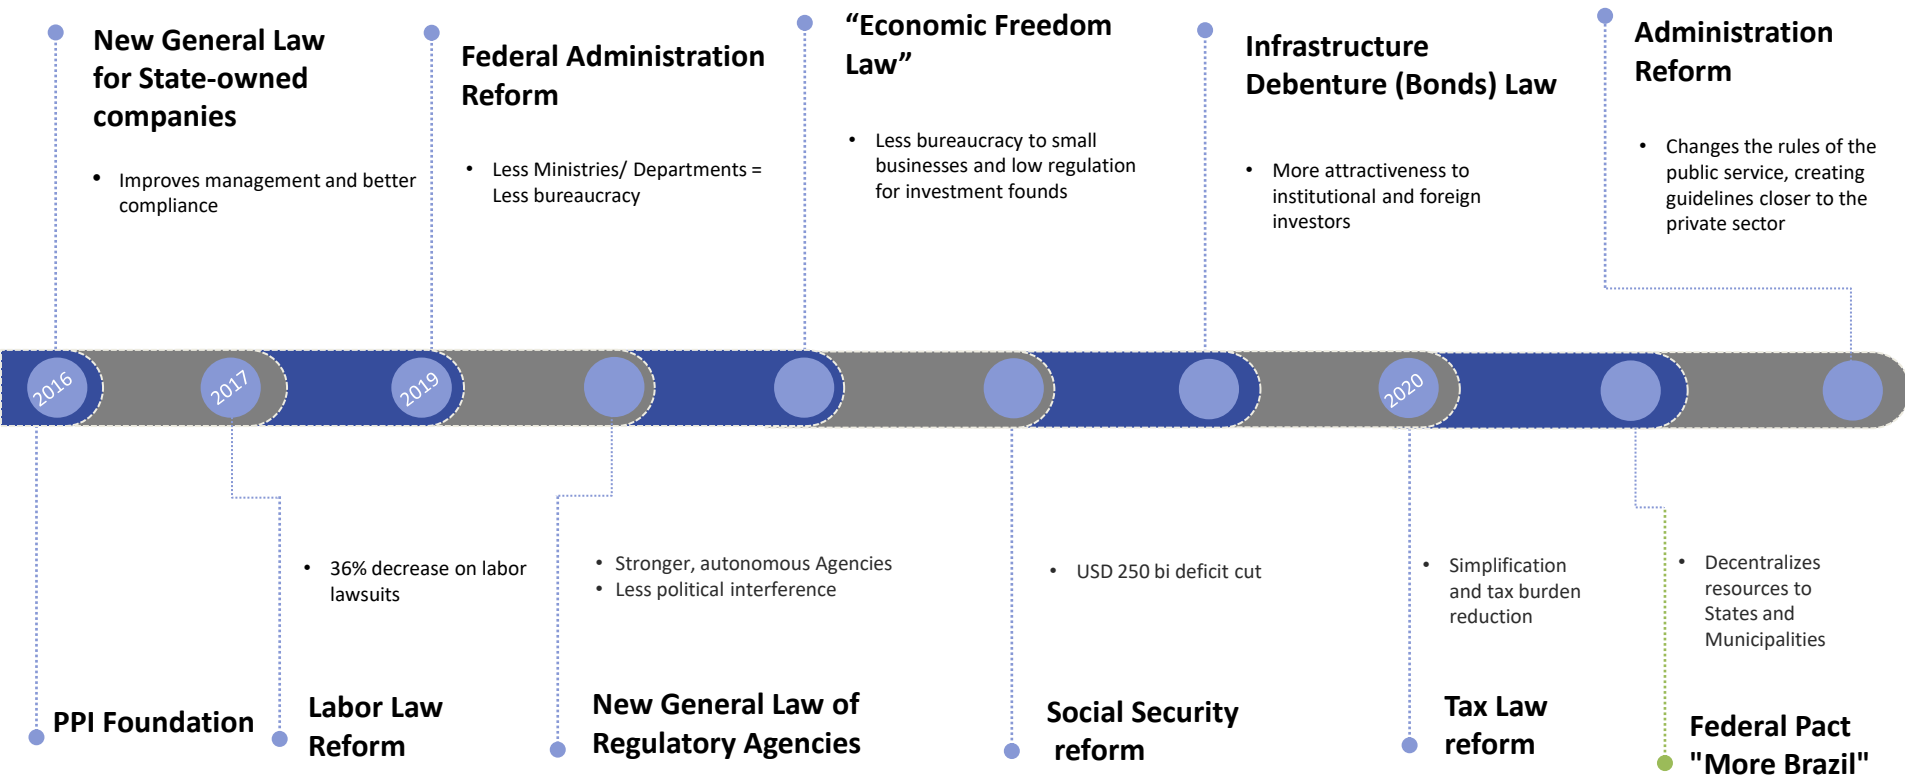 New General Law
for State-owned
companies
• Improves management and better
compliance
Federal Administration
Reform
• Less Ministries/ Departments =
Less bureaucracy
“Economic Freedom
Law”
• Less bureaucracy to small
businesses and low regulation
for investment founds
Infrastructure
Debenture (Bonds) Law
• More attractiveness to
institutional and foreign
investors
Administration
Reform
• Changes the rules of the
public service, creating
guidelines closer to the
private sector
2016
2017
2019
2020
PPI Foundation
• 36% decrease on labor
lawsuits
Labor Law
Reform
• Stronger, autonomous Agencies
• Less political interference
New General Law of
Regulatory Agencies
• USD 250 bi deficit cut
Social Security
reform
• Simplification
and tax burden
reduction
Tax Law
reform
• Decentralizes
resources to
States and
Municipalities
Federal Pact
"More Brazil"